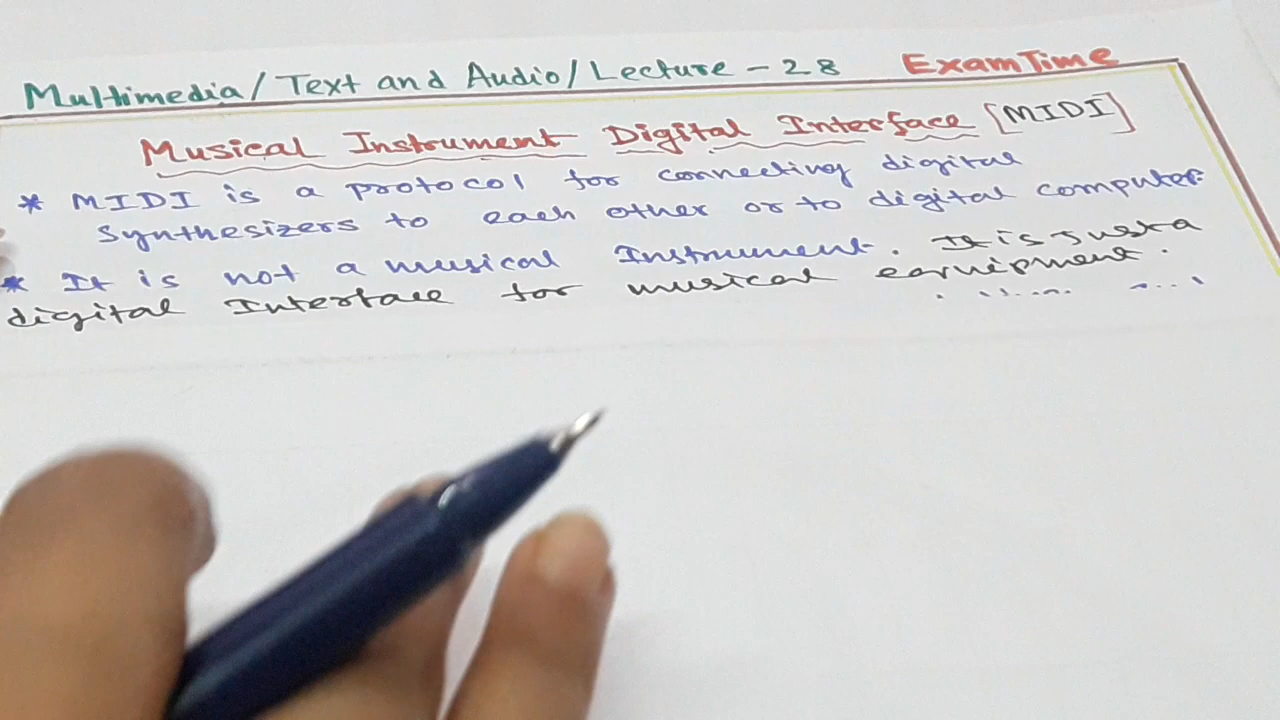 Multimedia/ Text and Audio/ Lecture - 28 ExamTime
Musical Instrument Digital Interface [MIDI]
* MIDI is a protocol for connecting digital
Synthesizers to each other or to digital computer
* It is not a musical Instrument. It is Just a
digital Interface for musical equipment.